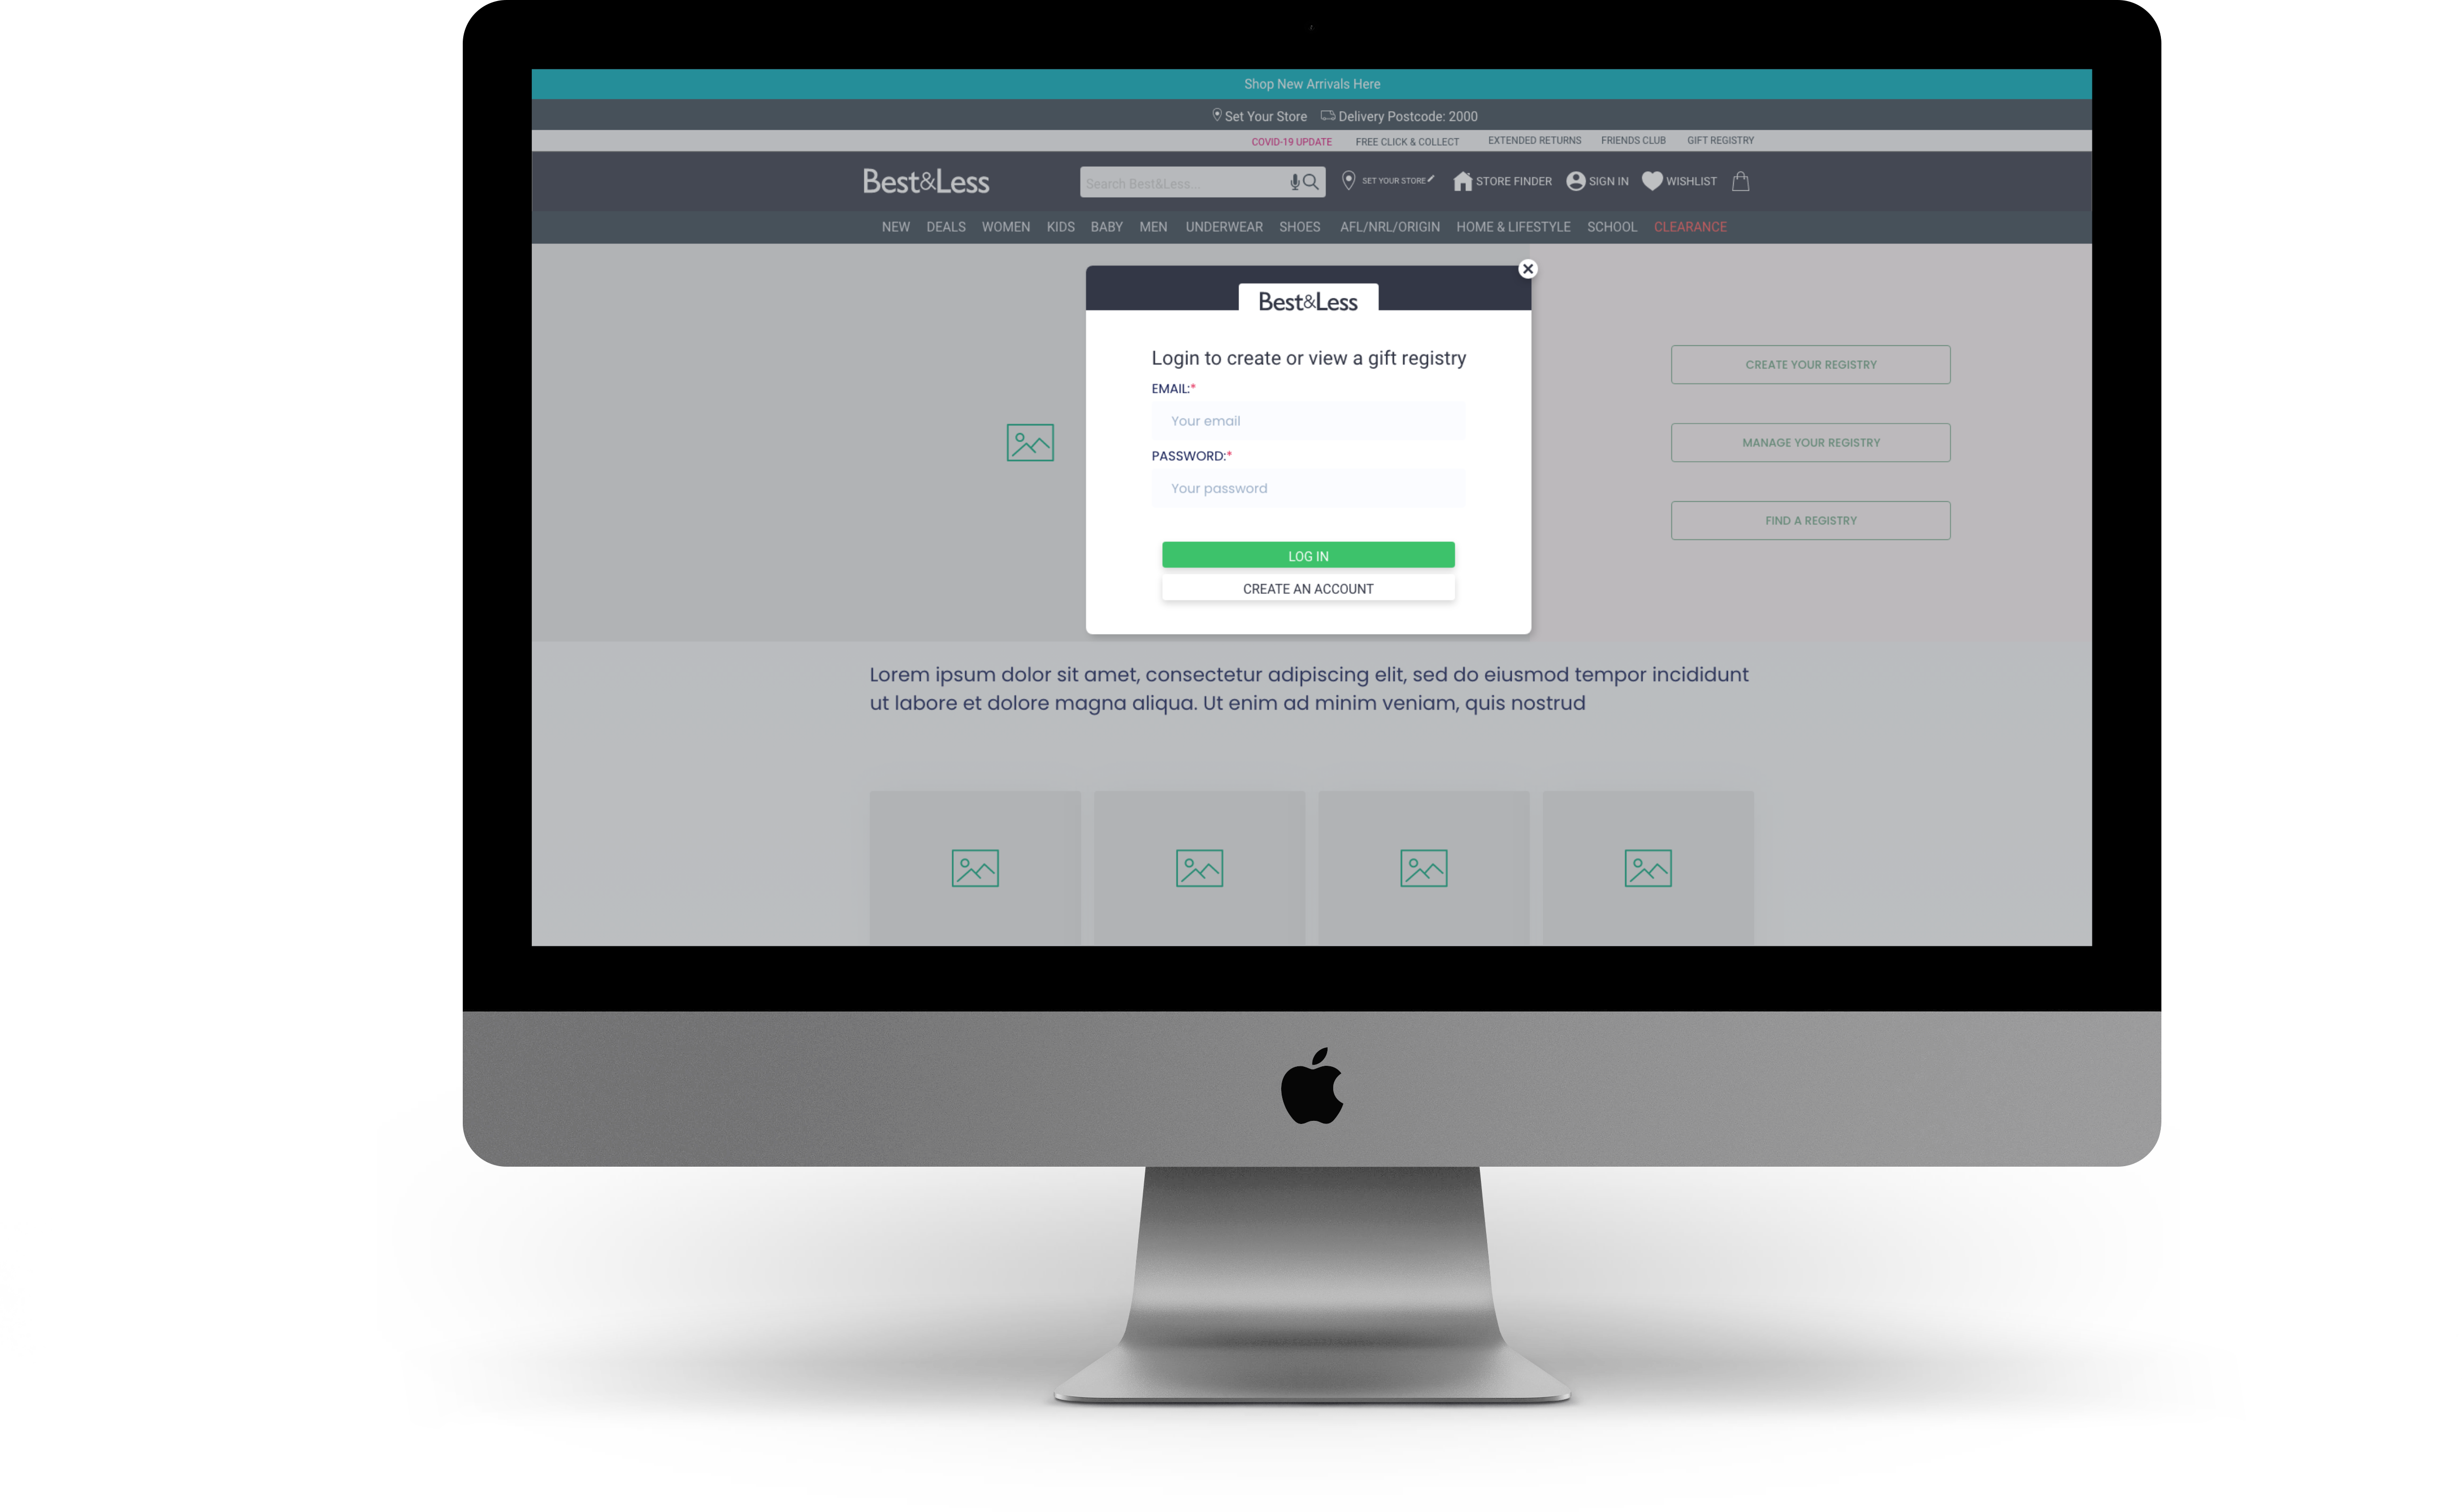 Shop New Arrivals Here
Set Your Store Delivery Postcode: 2000
COVID-19 UPDATE FREE CLICK & COLLECT EXTENDED RETURNS FRIENDS CLUB GIFT REGISTRY
Best&Less Search Best&Less... SET YOUR STORE STORE FINDER SIGN IN WISHLIST
NEW DEALS WOMEN KIDS BABY MEN UNDERWEAR SHOES AFL/NRL/ORIGIN HOME & LIFESTYLE SCHOOL CLEARANCE
Best&Less
Login to create or view a gift registry
EMAIL:*
Your email
PASSWORD:*
Your password
LOG IN
CREATE AN ACCOUNT
CREATE YOUR REGISTRY
MANAGE YOUR REGISTRY
FIND A REGISTRY
Lorem ipsum dolor sit amet, consectetur adipiscing elit, sed do eiusmod tempor incididunt
ut labore et dolore magna aliqua. Ut enim ad minim veniam, quis nostrud